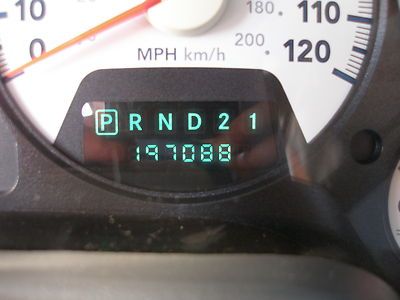 10 180. 110
0 MPH km/h 200. 120
P R N D 2 1
197088